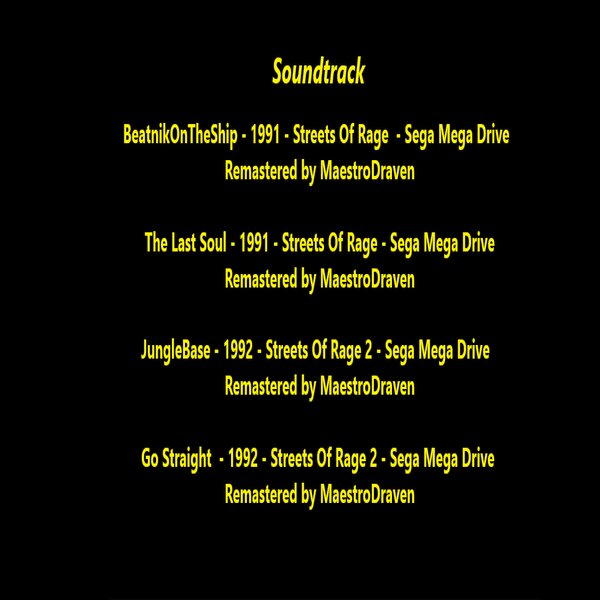 Soundtrack
BeatnikOnTheShip - 1991 - Streets Of Rage  - Sega Mega Drive
Remastered by MaestroDraven
The Last Soul - 1991 - Streets Of Rage - Sega Mega Drive
Remastered by MaestroDraven
JungleBase - 1992 - Streets Of Rage 2 - Sega Mega Drive
Remastered by MaestroDraven
Go Straight  - 1992 - Streets Of Rage 2 - Sega Mega Drive
Remastered by MaestroDraven